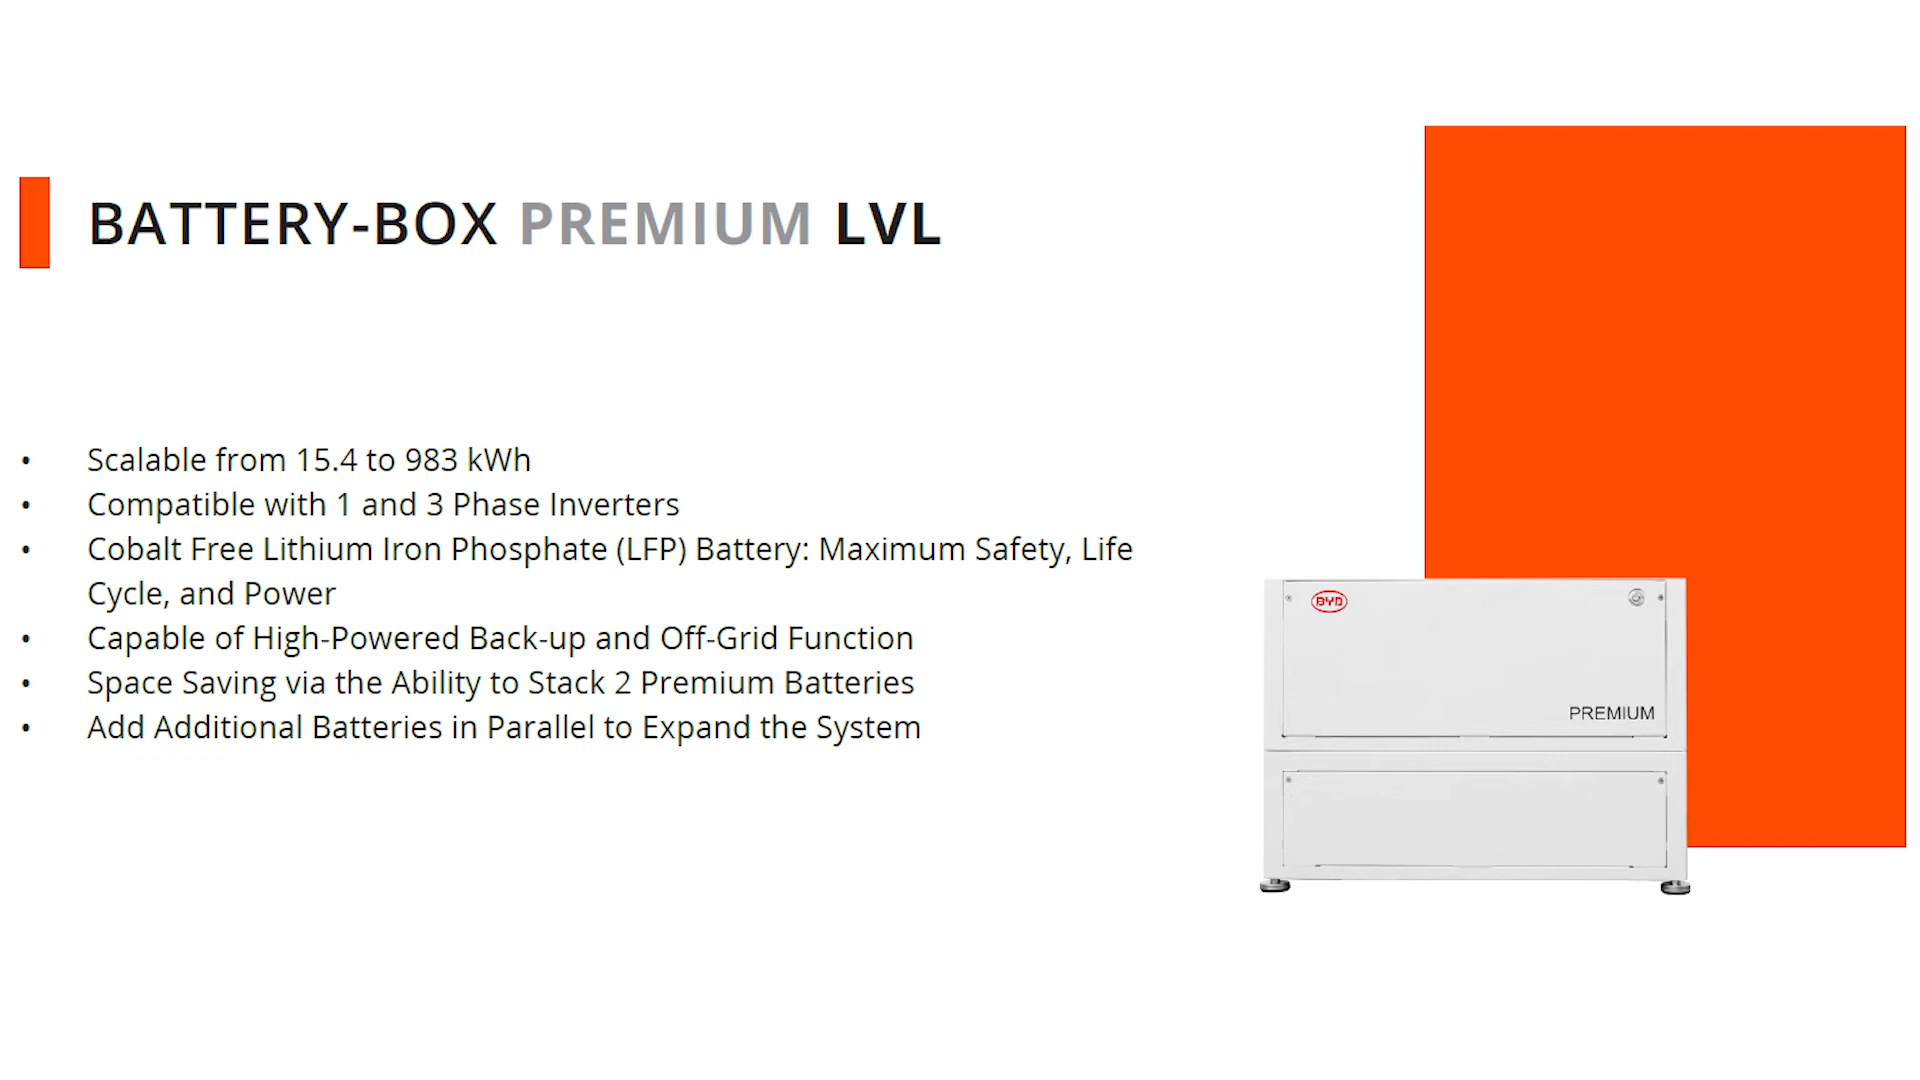 BATTERY-BOX PREMIUM LVL
• Scalable from 15.4 to 983 kWh
• Compatible with 1 and 3 Phase Inverters
• Cobalt Free Lithium Iron Phosphate (LFP) Battery: Maximum Safety, Life
Cycle, and Power
• Capable of High-Powered Back-up and Off-Grid Function
• Space Saving via the Ability to Stack 2 Premium Batteries
• Add Additional Batteries in Parallel to Expand the System
BYD
PREMIUM